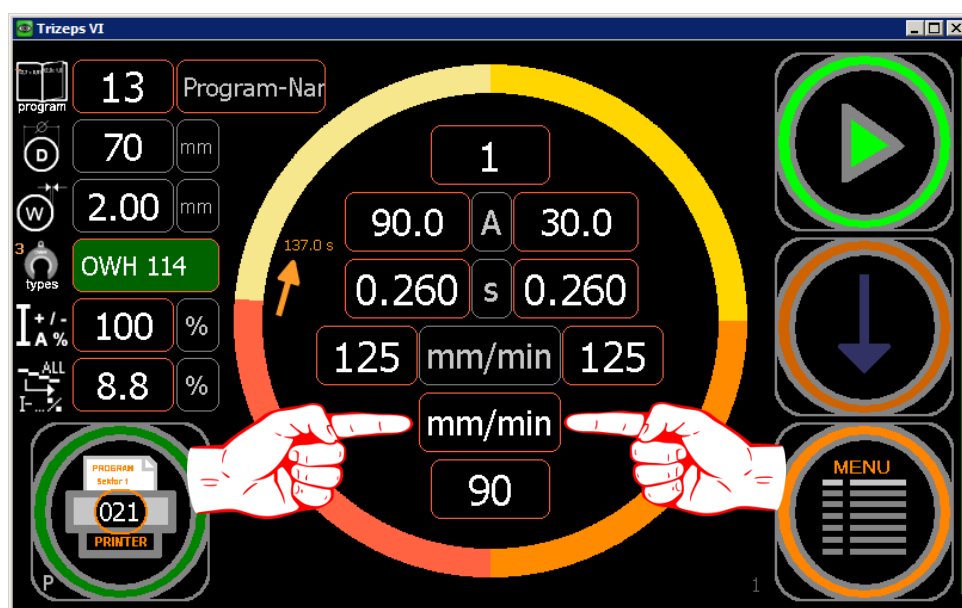 Trizeps VI
program
13
Program-Nar
D
70
mm
W
2.00
mm
3
types
OWH 114
I + / -
A %
100
%
ALL
I-...%
8.8
%
1
90.0 A 30.0
137.0 s
0.260 s 0.260
125 mm/min 125
mm/min
90
PROGRAM
Sektor 1
021
PRINTER
P
MENU
1